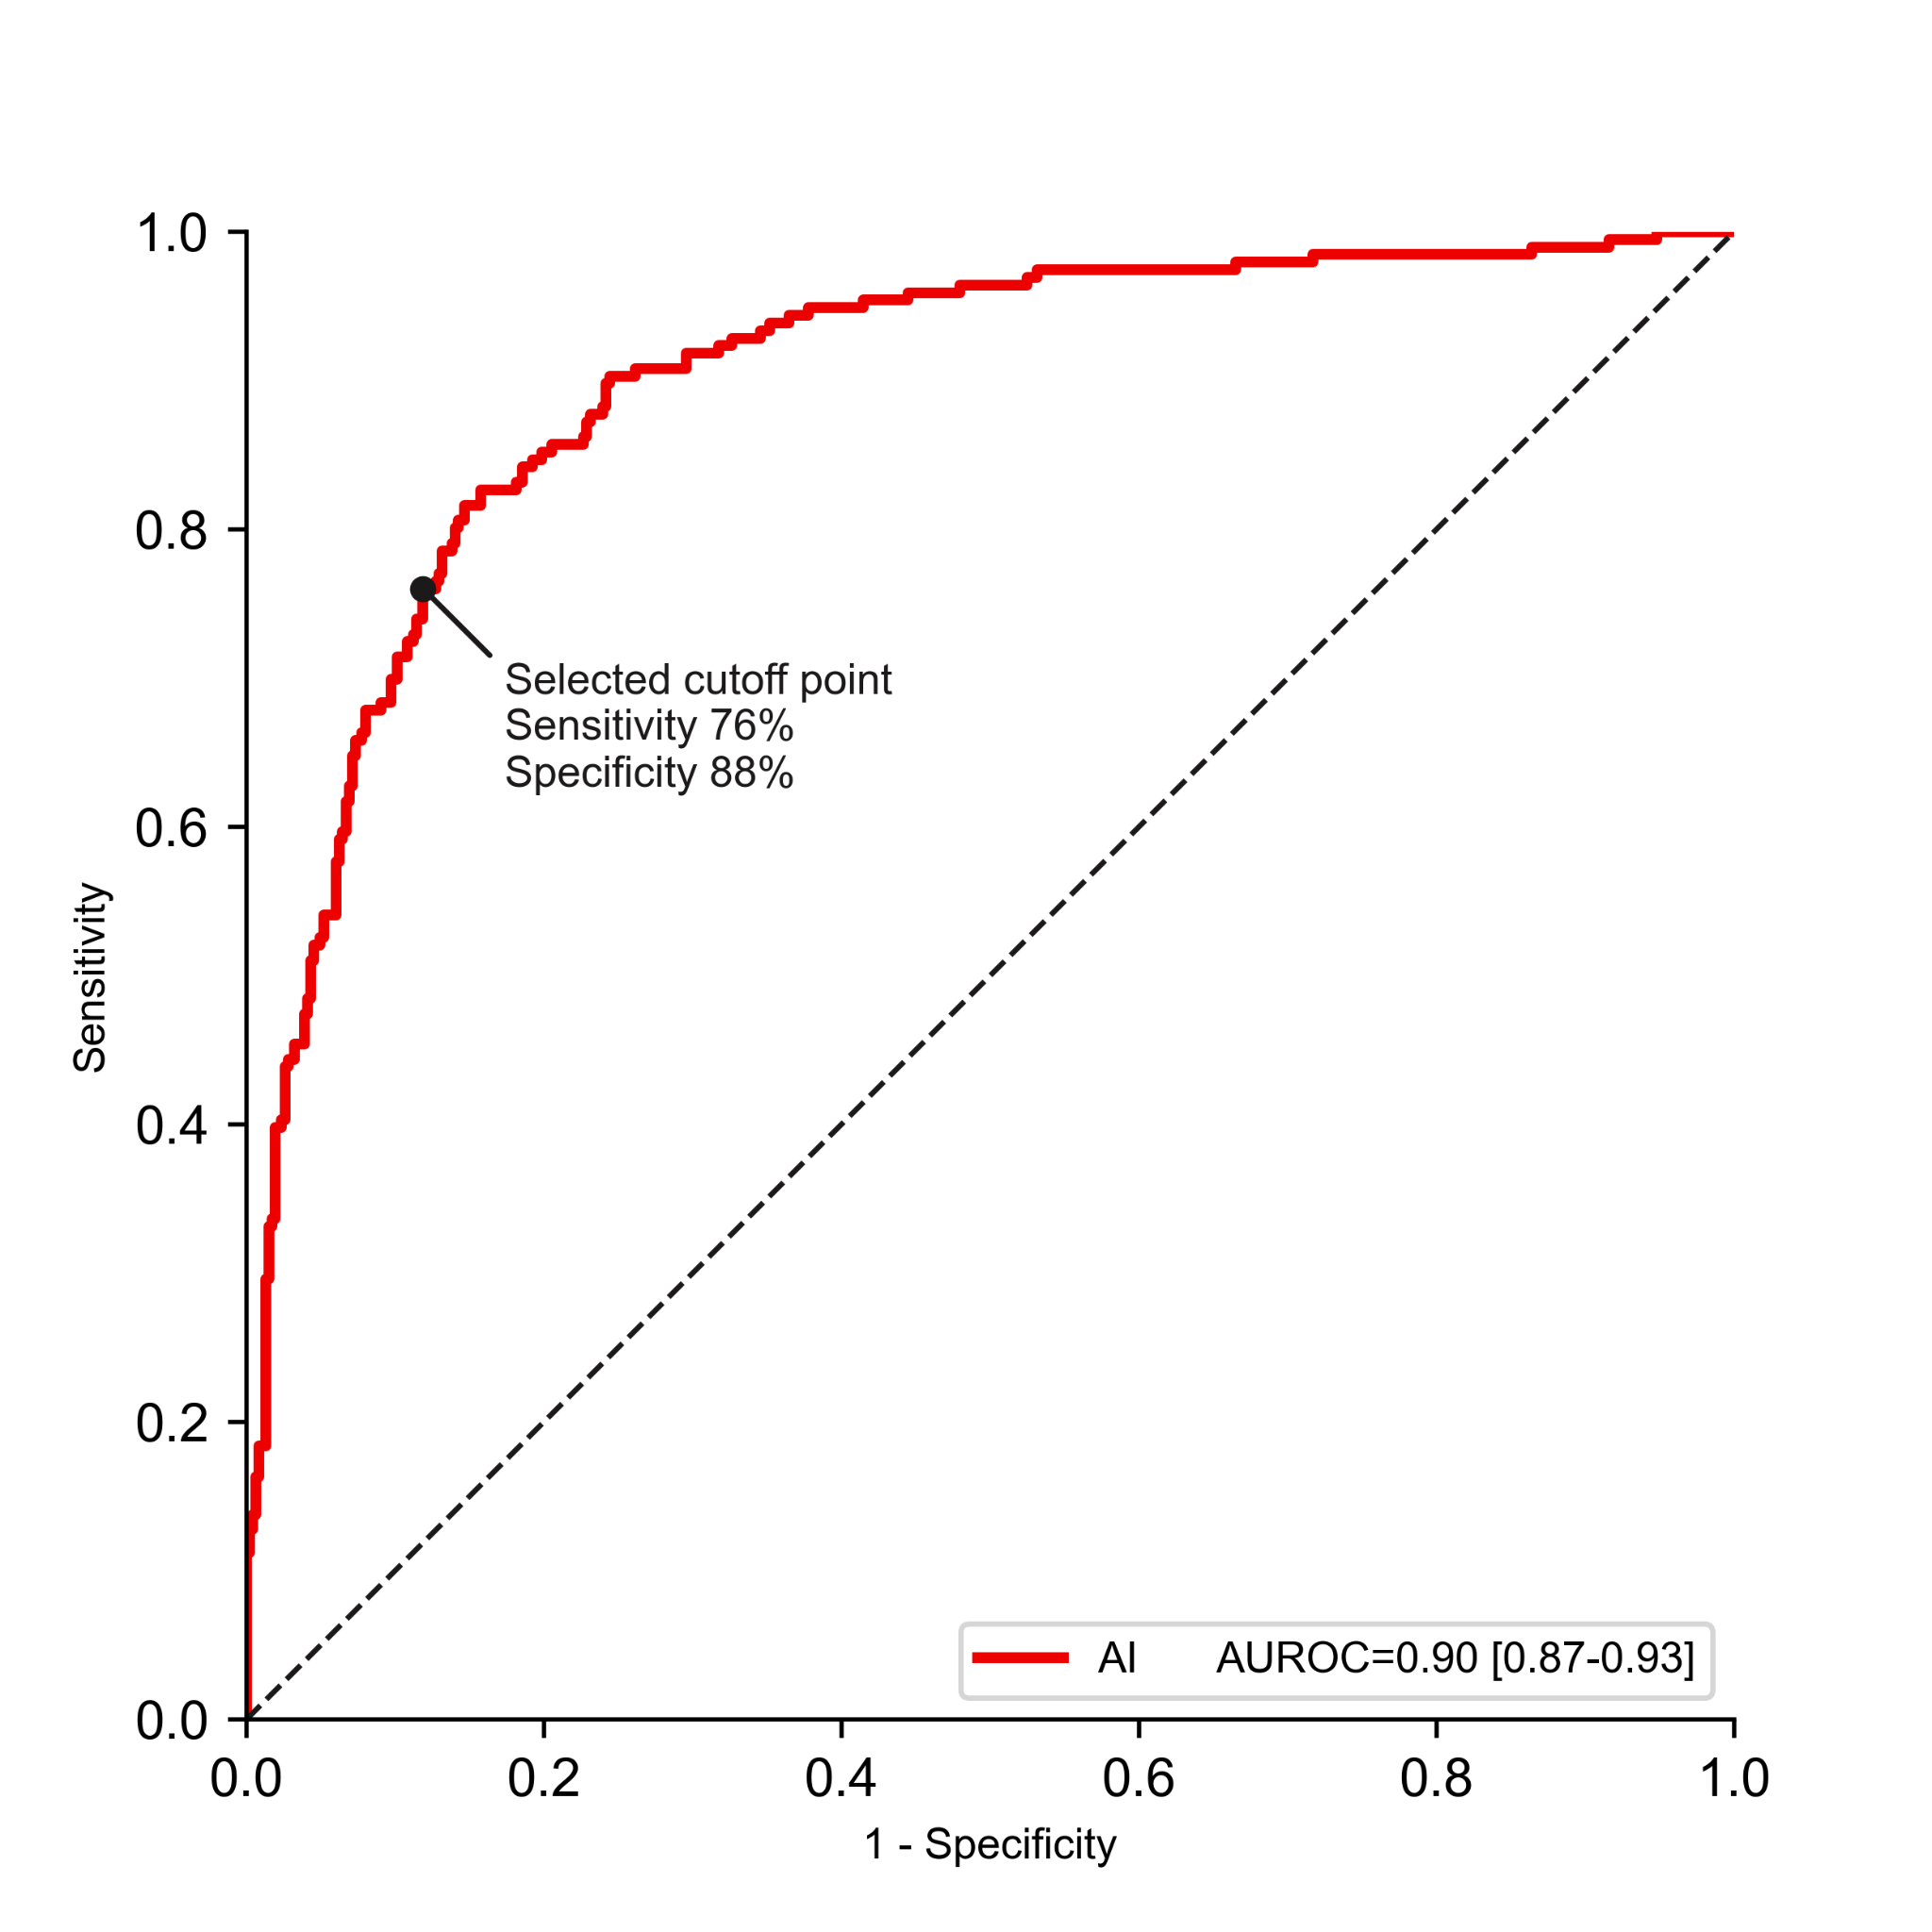 1.0
0.8
0.6
0.4
0.2
0.0
Sensitivity
Selected cutoff point
Sensitivity 76%
Specificity 88%
AI AUROC=0.90 [0.87-0.93]
0.0 0.2 0.4 0.6 0.8 1.0
1 - Specificity